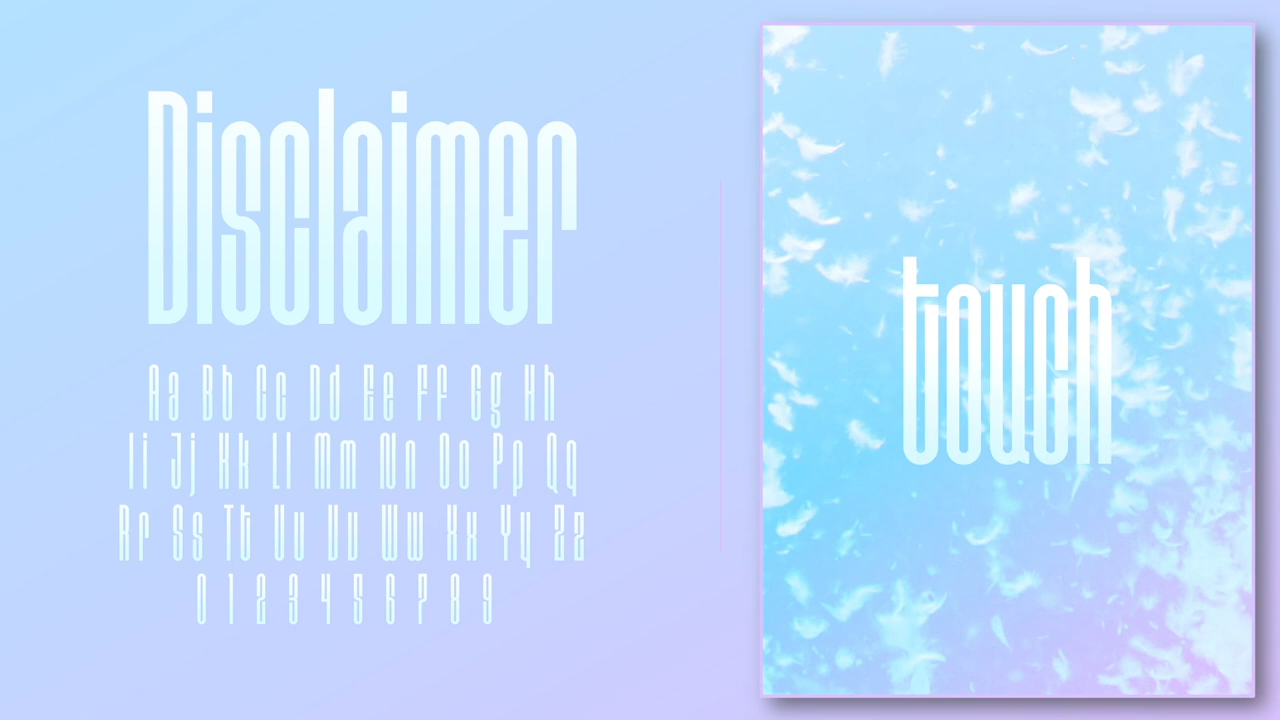 Disclaimer
Aa Bb Cc Dd Ee Ff Gg Hh
Ii Jj Kk Ll Mm Nn Oo Pp Qq
Rr Ss Tt Uu Vv Ww Xx Yy Zz
0 1 2 3 4 5 6 7 8 9
touch